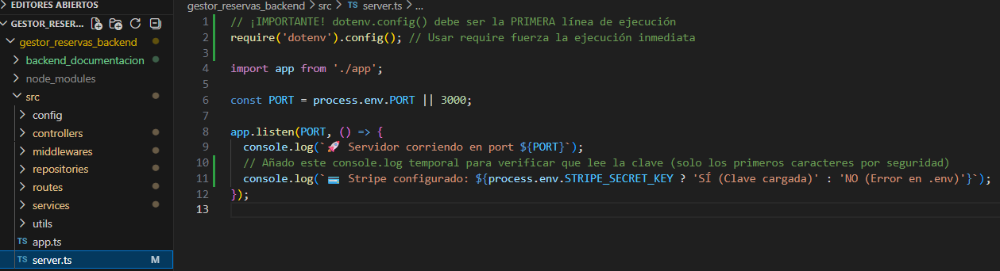 EDITORES ABIERTOS
GESTOR_RESER...
gestor_reservas_backend
backend_documentacion
node_modules
src
config
controllers
middlewares
repositories
routes
services
utils
TS app.ts
TS server.ts M
gestor_reservas_backend > src > TS server.ts > ...
1 // ¡IMPORTANTE! dotenv.config() debe ser la PRIMERA línea de ejecución
2 require('dotenv').config(); // Usar require fuerza la ejecución inmediata
3
4 import app from './app';
5
6 const PORT = process.env.PORT || 3000;
7
8 app.listen(PORT, () => {
9 console.log(`🚀 Servidor corriendo en port ${PORT}`);
10 // Añado este console.log temporal para verificar que lee la clave (solo los primeros caracteres por seguridad)
11 console.log(`💳 Stripe configurado: ${process.env.STRIPE_SECRET_KEY ? 'SÍ (Clave cargada)' : 'NO (Error en .env)'}`);
12 });
13